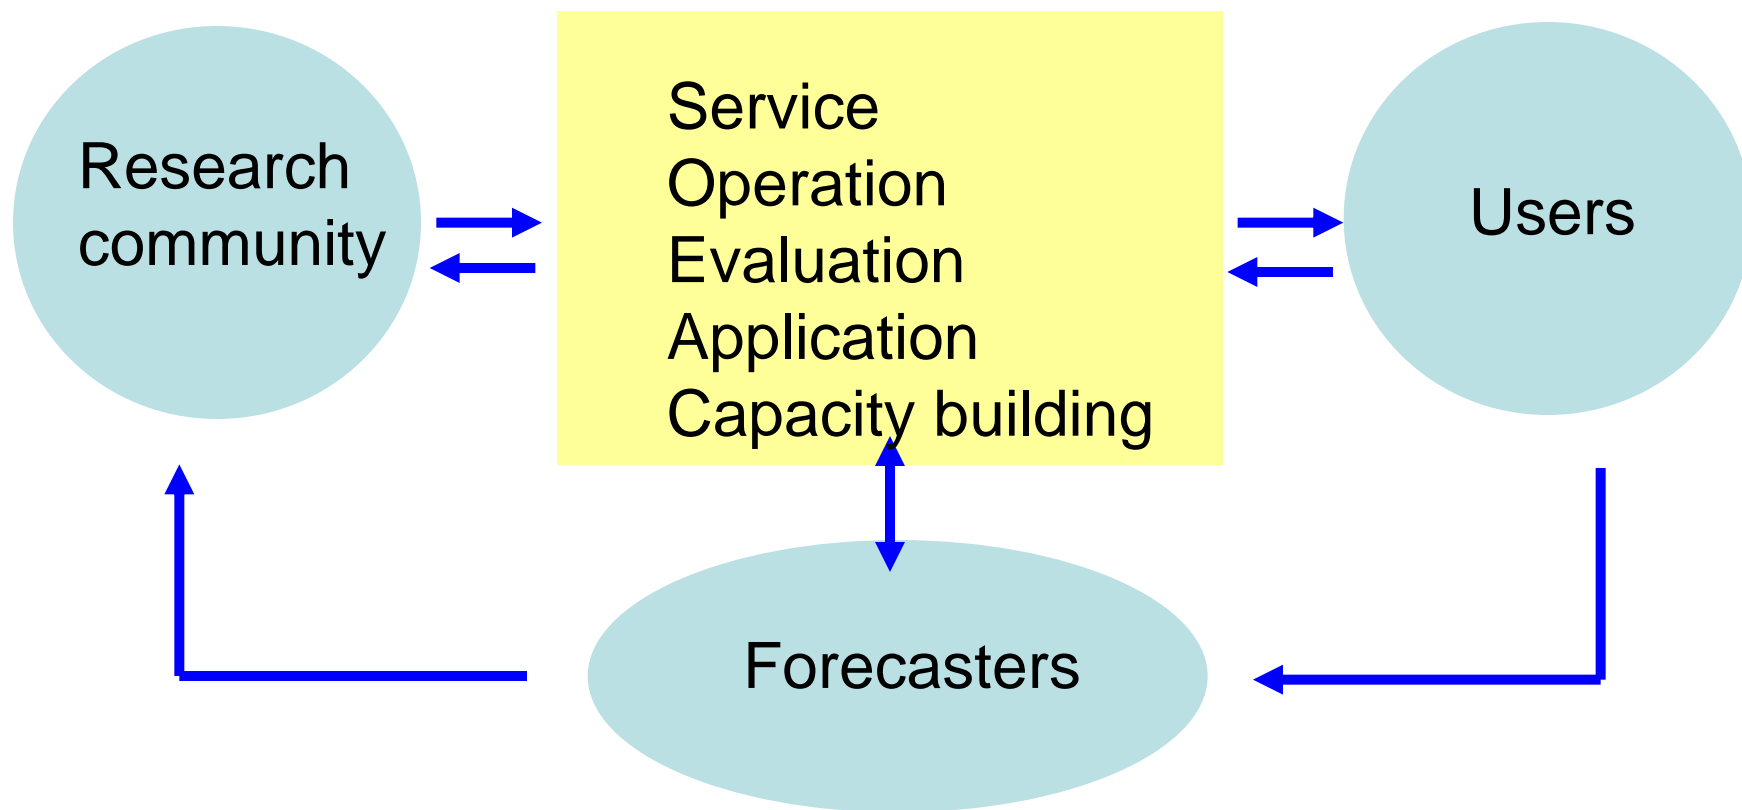 Research
community
Service
Operation
Evaluation
Application
Capacity building
Users
Forecasters